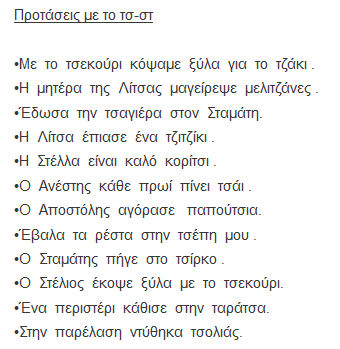 Προτάσεις με το τσ-στ
•Με το τσεκούρι κόψαμε ξύλα για το τζάκι .
•Η μητέρα της Λίτσας μαγείρεψε μελιτζάνες .
•Έδωσα την τσαγιέρα στον Σταμάτη.
•Η Λίτσα έπιασε ένα τζιτζίκι .
•Η Στέλλα είναι καλό κορίτσι .
•Ο Ανέστης κάθε πρωί πίνει τσάι .
•Ο Αποστόλης αγόρασε παπούτσια.
•Έβαλα τα ρέστα στην τσέπη μου .
•Ο Σταμάτης πήγε στο τσίρκο .
•Ο Στέλιος έκοψε ξύλα με το τσεκούρι.
•Ένα περιστέρι κάθισε στην ταράτσα.
•Στην παρέλαση ντύθηκα τσολιάς.